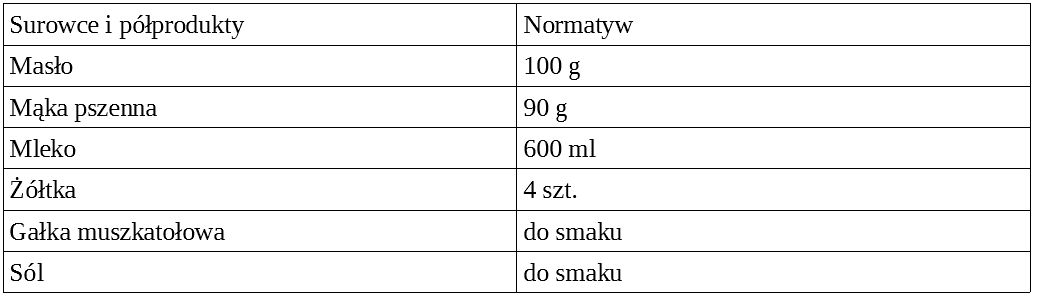 Surowce i półprodukty Normatyw
Masło 100 g
Mąka pszenna 90 g
Mleko 600 ml
Żółtka 4 szt.
Gałka muszkatołowa do smaku
Sól do smaku